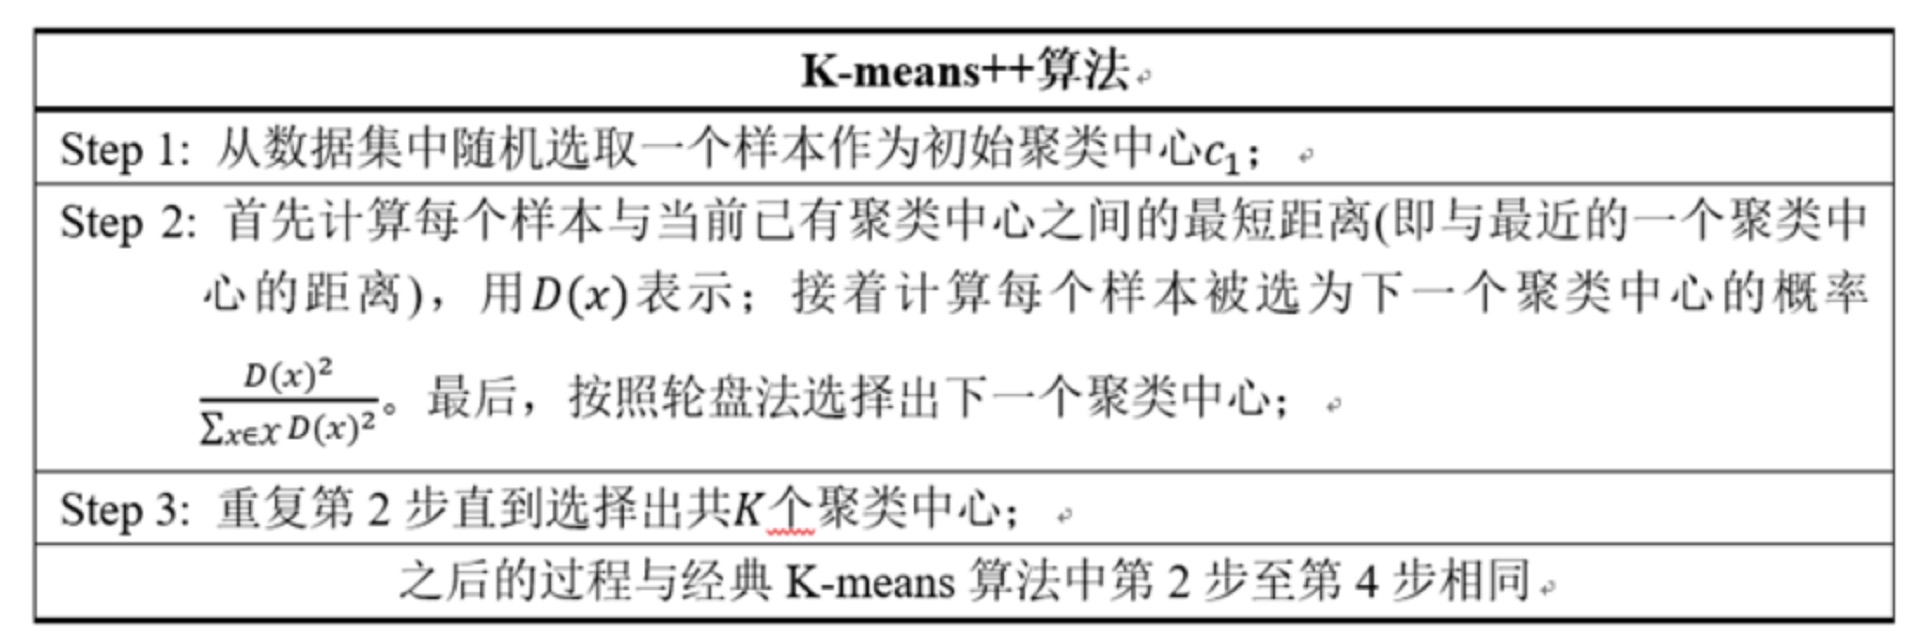 K-means++算法
Step 1: 从数据集中随机选取一个样本作为初始聚类中心c₁；
Step 2: 首先计算每个样本与当前已有聚类中心之间的最短距离(即与最近的一个聚类中
心的距离)，用D(x)表示；接着计算每个样本被选为下一个聚类中心的概率
D(x)²/∑x∈χ D(x)²。最后，按照轮盘法选择出下一个聚类中心；
Step 3: 重复第 2 步直到选择出共K个聚类中心；
之后的过程与经典 K-means 算法中第 2 步至第 4 步相同